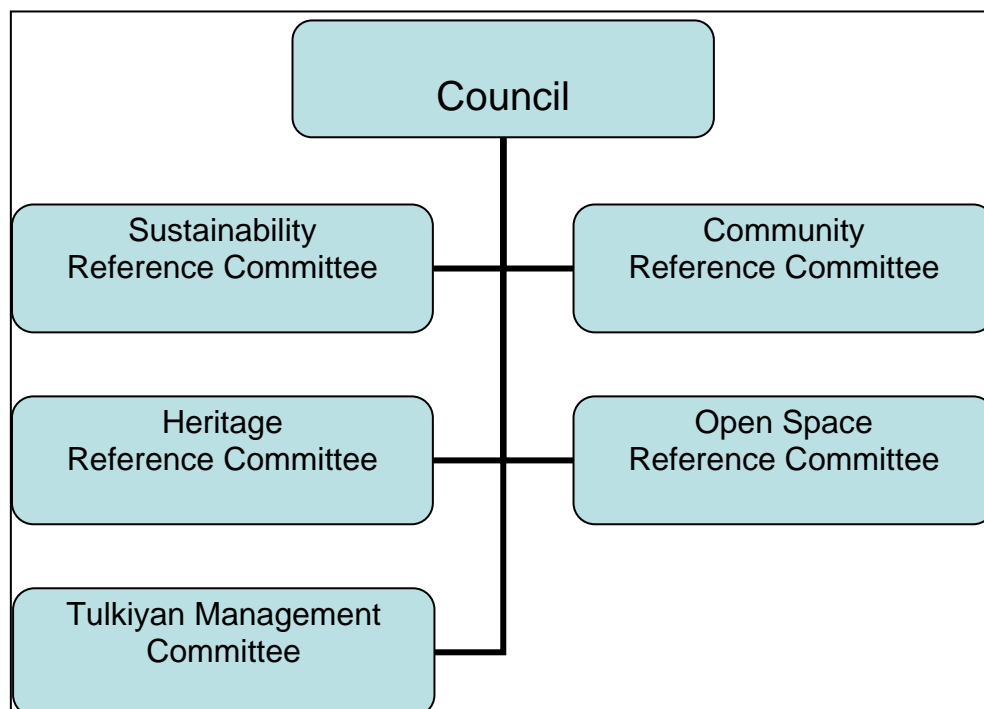 Council
Sustainability
Reference Committee
Community
Reference Committee
Heritage
Reference Committee
Open Space
Reference Committee
Tulkiyan Management
Committee